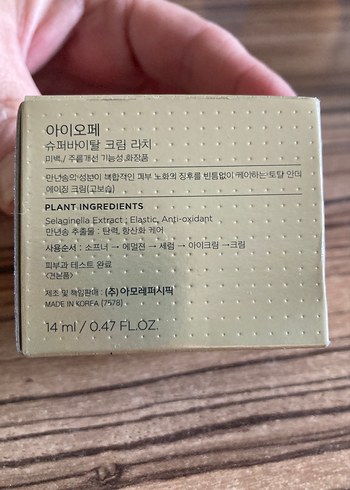 아이오페
슈퍼바이탈 크림 리치
미백 / 주름개선 기능성 화장품
만년송의 성분이 복합적인 피부 노화의 징후를 빈틈없이 케어하는 토탈 안티
에이징 크림(고보습)
PLANT INGREDIENTS
Selaginella Extract : Elastic, Anti-oxidant
만년송 추출물 : 탄력, 항산화 케어
사용순서 : 소프너 → 에멀젼 → 세럼 → 아이크림 → 크림
피부과 테스트 완료
<견본품>
제조 및 책임판매 : (주)아모레퍼시픽
MADE IN KOREA (7578)
14 ml / 0.47 FL.OZ.